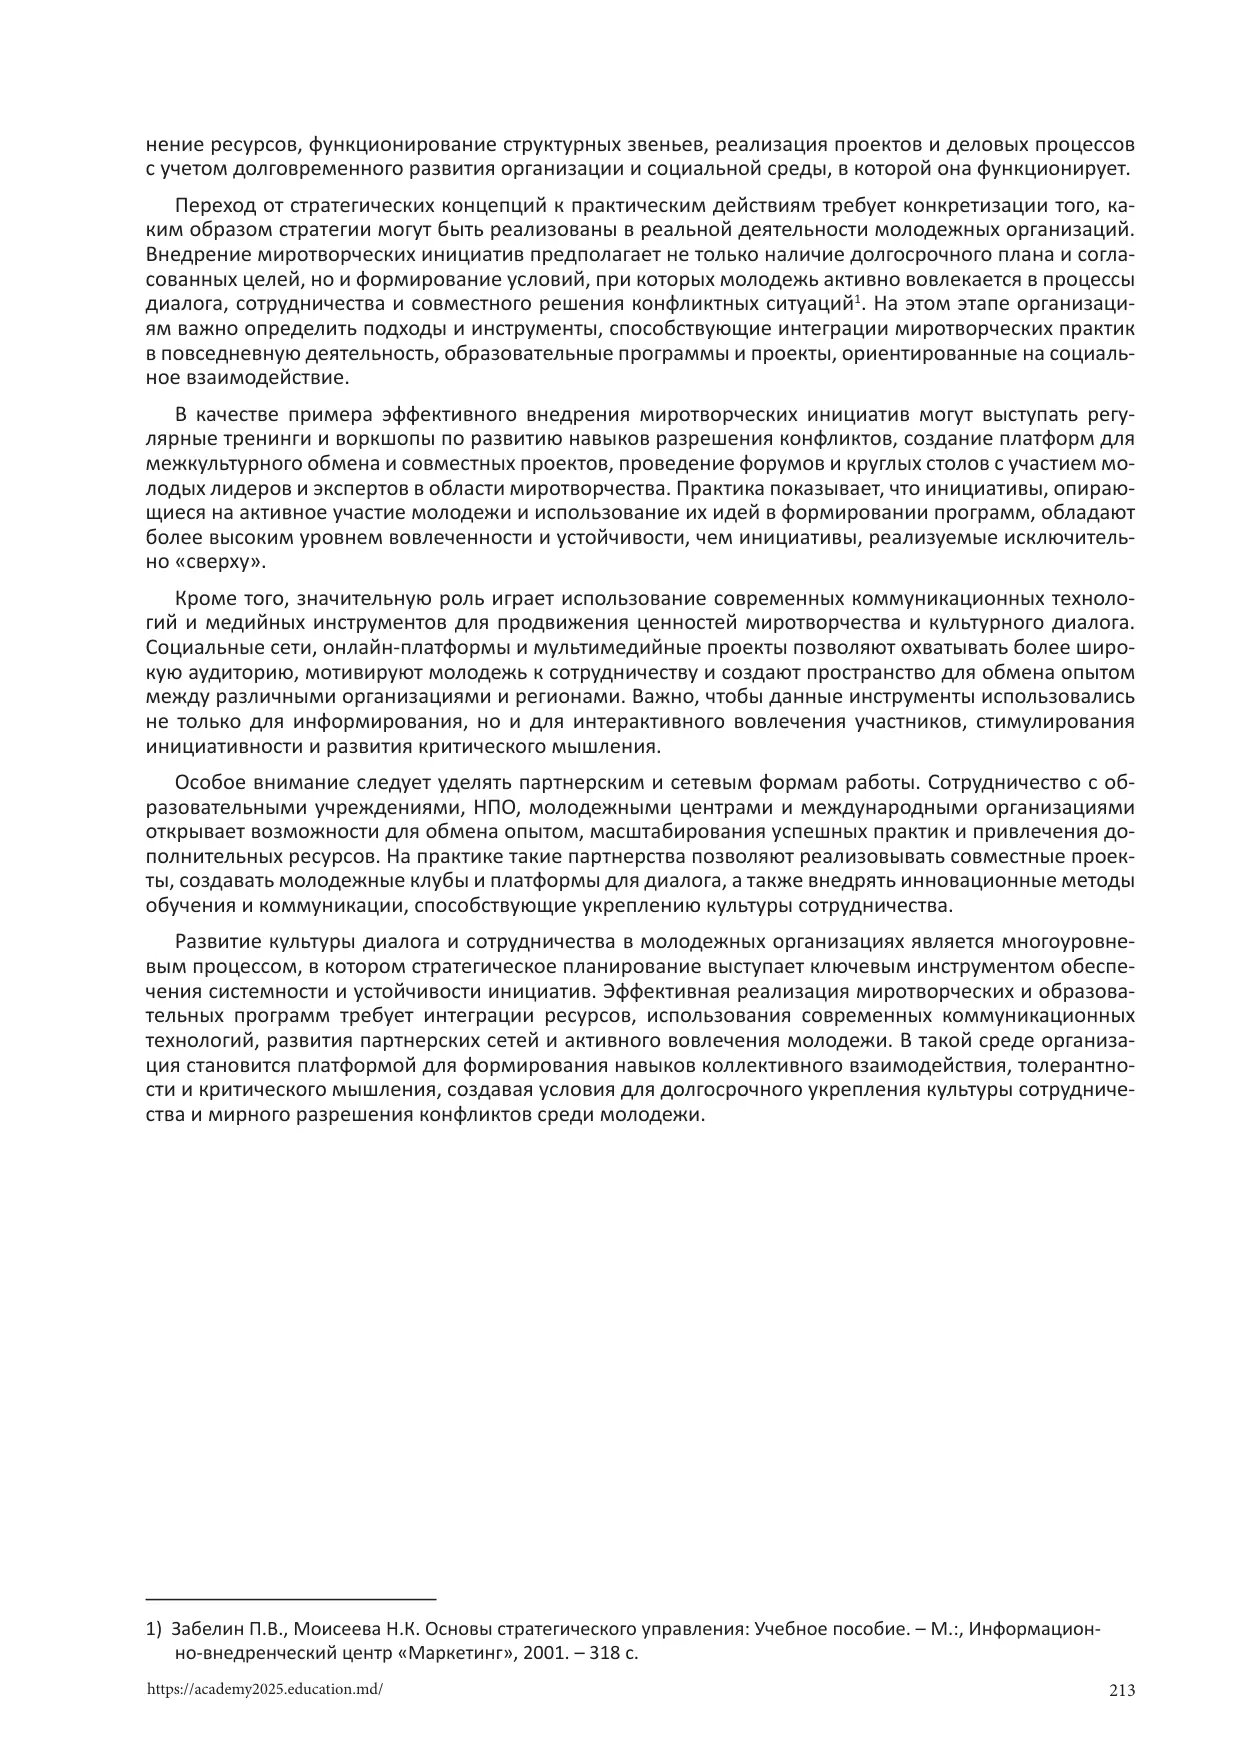 нение ресурсов, функционирование структурных звеньев, реализация проектов и деловых процессов
с учетом долговременного развития организации и социальной среды, в которой она функционирует.
Переход от стратегических концепций к практическим действиям требует конкретизации того, ка-
ким образом стратегии могут быть реализованы в реальной деятельности молодежных организаций.
Внедрение миротворческих инициатив предполагает не только наличие долгосрочного плана и согла-
сованных целей, но и формирование условий, при которых молодежь активно вовлекается в процессы
диалога, сотрудничества и совместного решения конфликтных ситуаций¹. На этом этапе организаци-
ям важно определить подходы и инструменты, способствующие интеграции миротворческих практик
в повседневную деятельность, образовательные программы и проекты, ориентированные на социаль-
ное взаимодействие.
В качестве примера эффективного внедрения миротворческих инициатив могут выступать регу-
лярные тренинги и воркшопы по развитию навыков разрешения конфликтов, создание платформ для
межкультурного обмена и совместных проектов, проведение форумов и круглых столов с участием мо-
лодых лидеров и экспертов в области миротворчества. Практика показывает, что инициативы, опираю-
щиеся на активное участие молодежи и использование их идей в формировании программ, обладают
более высоким уровнем вовлеченности и устойчивости, чем инициативы, реализуемые исключитель-
но «сверху».
Кроме того, значительную роль играет использование современных коммуникационных техноло-
гий и медийных инструментов для продвижения ценностей миротворчества и культурного диалога.
Социальные сети, онлайн-платформы и мультимедийные проекты позволяют охватывать более широ-
кую аудиторию, мотивируют молодежь к сотрудничеству и создают пространство для обмена опытом
между различными организациями и регионами. Важно, чтобы данные инструменты использовались
не только для информирования, но и для интерактивного вовлечения участников, стимулирования
инициативности и развития критического мышления.
Особое внимание следует уделять партнерским и сетевым формам работы. Сотрудничество с об-
разовательными учреждениями, НПО, молодежными центрами и международными организациями
открывает возможности для обмена опытом, масштабирования успешных практик и привлечения до-
полнительных ресурсов. На практике такие партнерства позволяют реализовывать совместные проек-
ты, создавать молодежные клубы и платформы для диалога, а также внедрять инновационные методы
обучения и коммуникации, способствующие укреплению культуры сотрудничества.
Развитие культуры диалога и сотрудничества в молодежных организациях является многоуровне-
вым процессом, в котором стратегическое планирование выступает ключевым инструментом обеспе-
чения системности и устойчивости инициатив. Эффективная реализация миротворческих и образова-
тельных программ требует интеграции ресурсов, использования современных коммуникационных
технологий, развития партнерских сетей и активного вовлечения молодежи. В такой среде организа-
ция становится платформой для формирования навыков коллективного взаимодействия, толерантно-
сти и критического мышления, создавая условия для долгосрочного укрепления культуры сотрудниче-
ства и мирного разрешения конфликтов среди молодежи.
1) Забелин П.В., Моисеева Н.К. Основы стратегического управления: Учебное пособие. – М.:, Информацион-
но-внедренческий центр «Маркетинг», 2001. – 318 с.
https://academy2025.education.md/
213